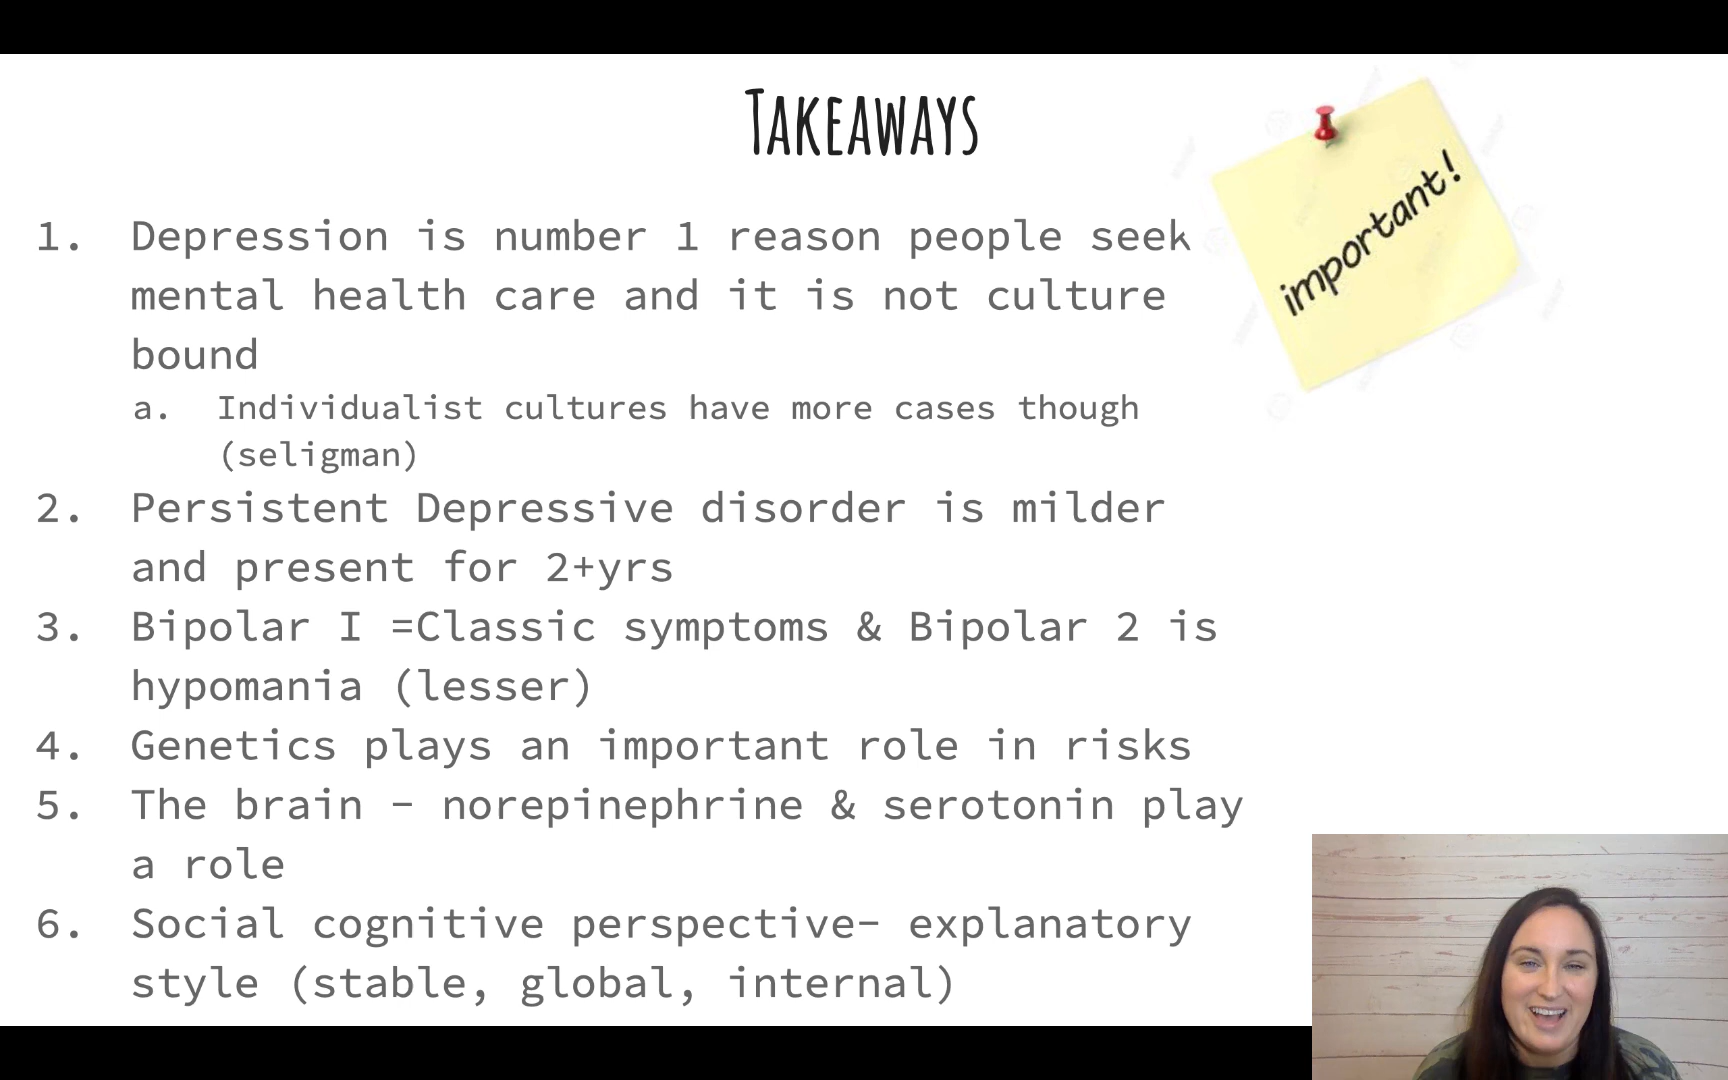 Takeaways
important!
1. Depression is number 1 reason people seek
mental health care and it is not culture
bound
a. Individualist cultures have more cases though
(seligman)
2. Persistent Depressive disorder is milder
and present for 2+yrs
3. Bipolar I =Classic symptoms & Bipolar 2 is
hypomania (lesser)
4. Genetics plays an important role in risks
5. The brain - norepinephrine & serotonin play
a role
6. Social cognitive perspective- explanatory
style (stable, global, internal)